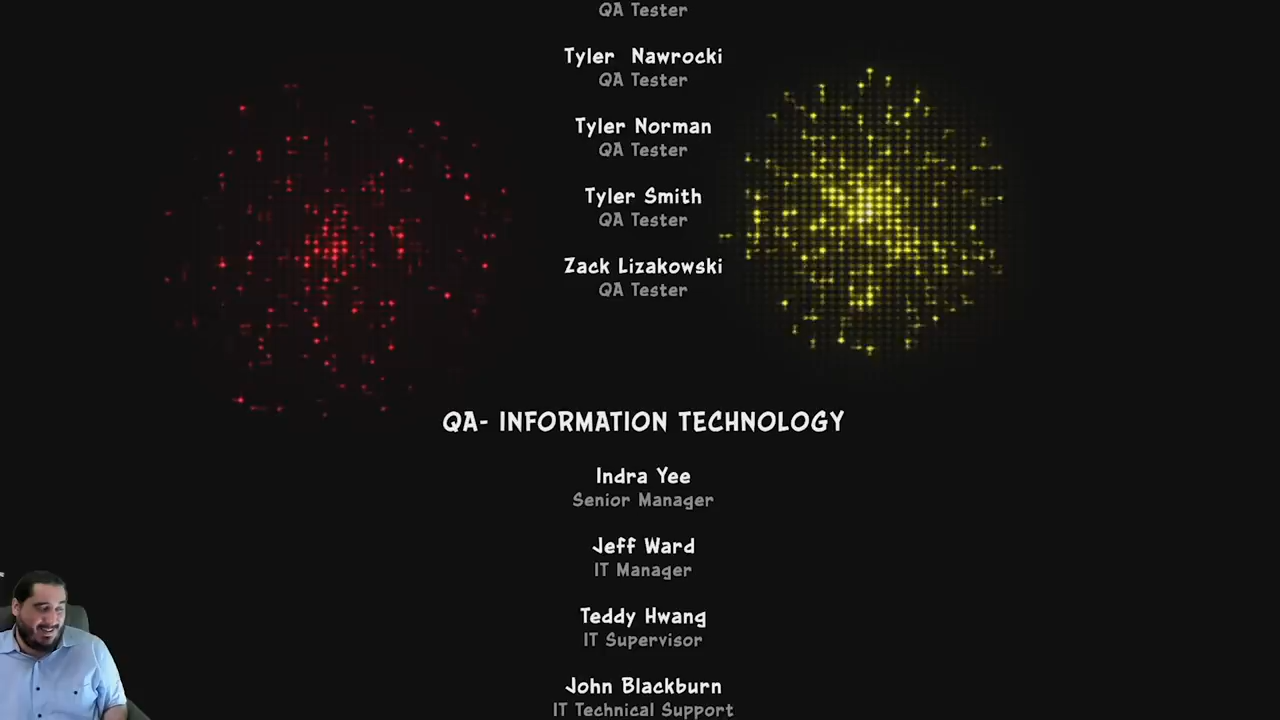 QA Tester
Tyler Nawrocki
QA Tester
Tyler Norman
QA Tester
Tyler Smith
QA Tester
Zack Lizakowski
QA Tester
QA- INFORMATION TECHNOLOGY
Indra Yee
Senior Manager
Jeff Ward
IT Manager
Teddy Hwang
IT Supervisor
John Blackburn
IT Technical Support